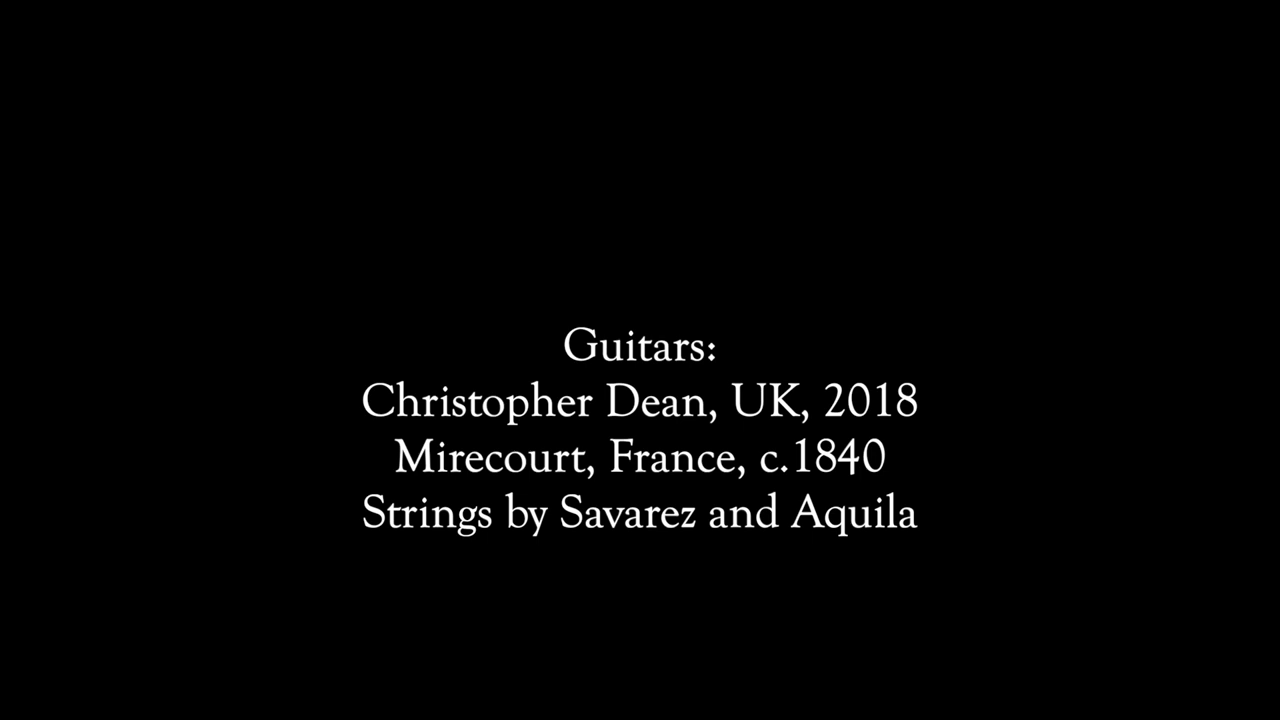 Guitars:
Christopher Dean, UK, 2018
Mirecourt, France, c.1840
Strings by Savarez and Aquila